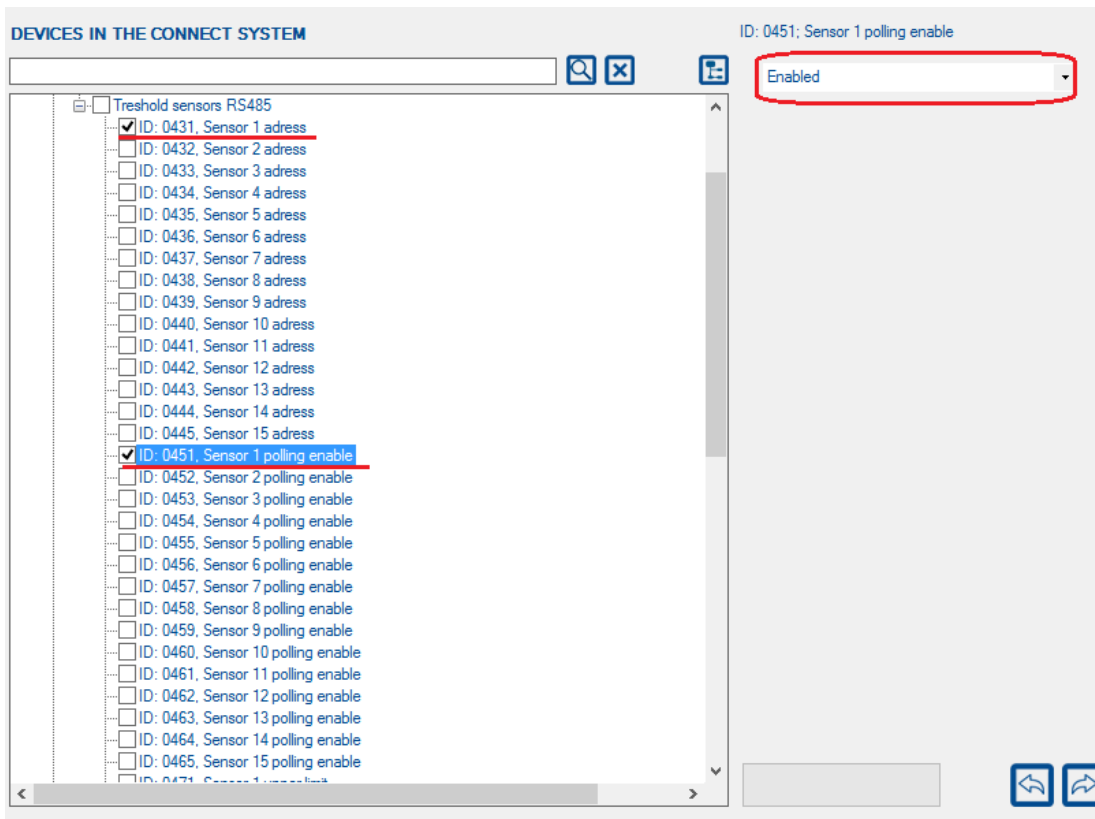 DEVICES IN THE CONNECT SYSTEM
ID: 0451; Sensor 1 polling enable
Enabled
Treshold sensors RS485
ID: 0431, Sensor 1 adress
ID: 0432, Sensor 2 adress
ID: 0433, Sensor 3 adress
ID: 0434, Sensor 4 adress
ID: 0435, Sensor 5 adress
ID: 0436, Sensor 6 adress
ID: 0437, Sensor 7 adress
ID: 0438, Sensor 8 adress
ID: 0439, Sensor 9 adress
ID: 0440, Sensor 10 adress
ID: 0441, Sensor 11 adress
ID: 0442, Sensor 12 adress
ID: 0443, Sensor 13 adress
ID: 0444, Sensor 14 adress
ID: 0445, Sensor 15 adress
ID: 0451, Sensor 1 polling enable
ID: 0452, Sensor 2 polling enable
ID: 0453, Sensor 3 polling enable
ID: 0454, Sensor 4 polling enable
ID: 0455, Sensor 5 polling enable
ID: 0456, Sensor 6 polling enable
ID: 0457, Sensor 7 polling enable
ID: 0458, Sensor 8 polling enable
ID: 0459, Sensor 9 polling enable
ID: 0460, Sensor 10 polling enable
ID: 0461, Sensor 11 polling enable
ID: 0462, Sensor 12 polling enable
ID: 0463, Sensor 13 polling enable
ID: 0464, Sensor 14 polling enable
ID: 0465, Sensor 15 polling enable
ID: 0471, Sensor 1 upper limit